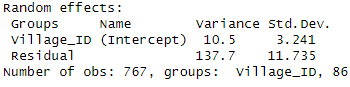 Random effects:
Groups Name Variance Std.Dev.
Village_ID (Intercept) 10.5 3.241
Residual 137.7 11.735
Number of obs: 767, groups: Village_ID, 86